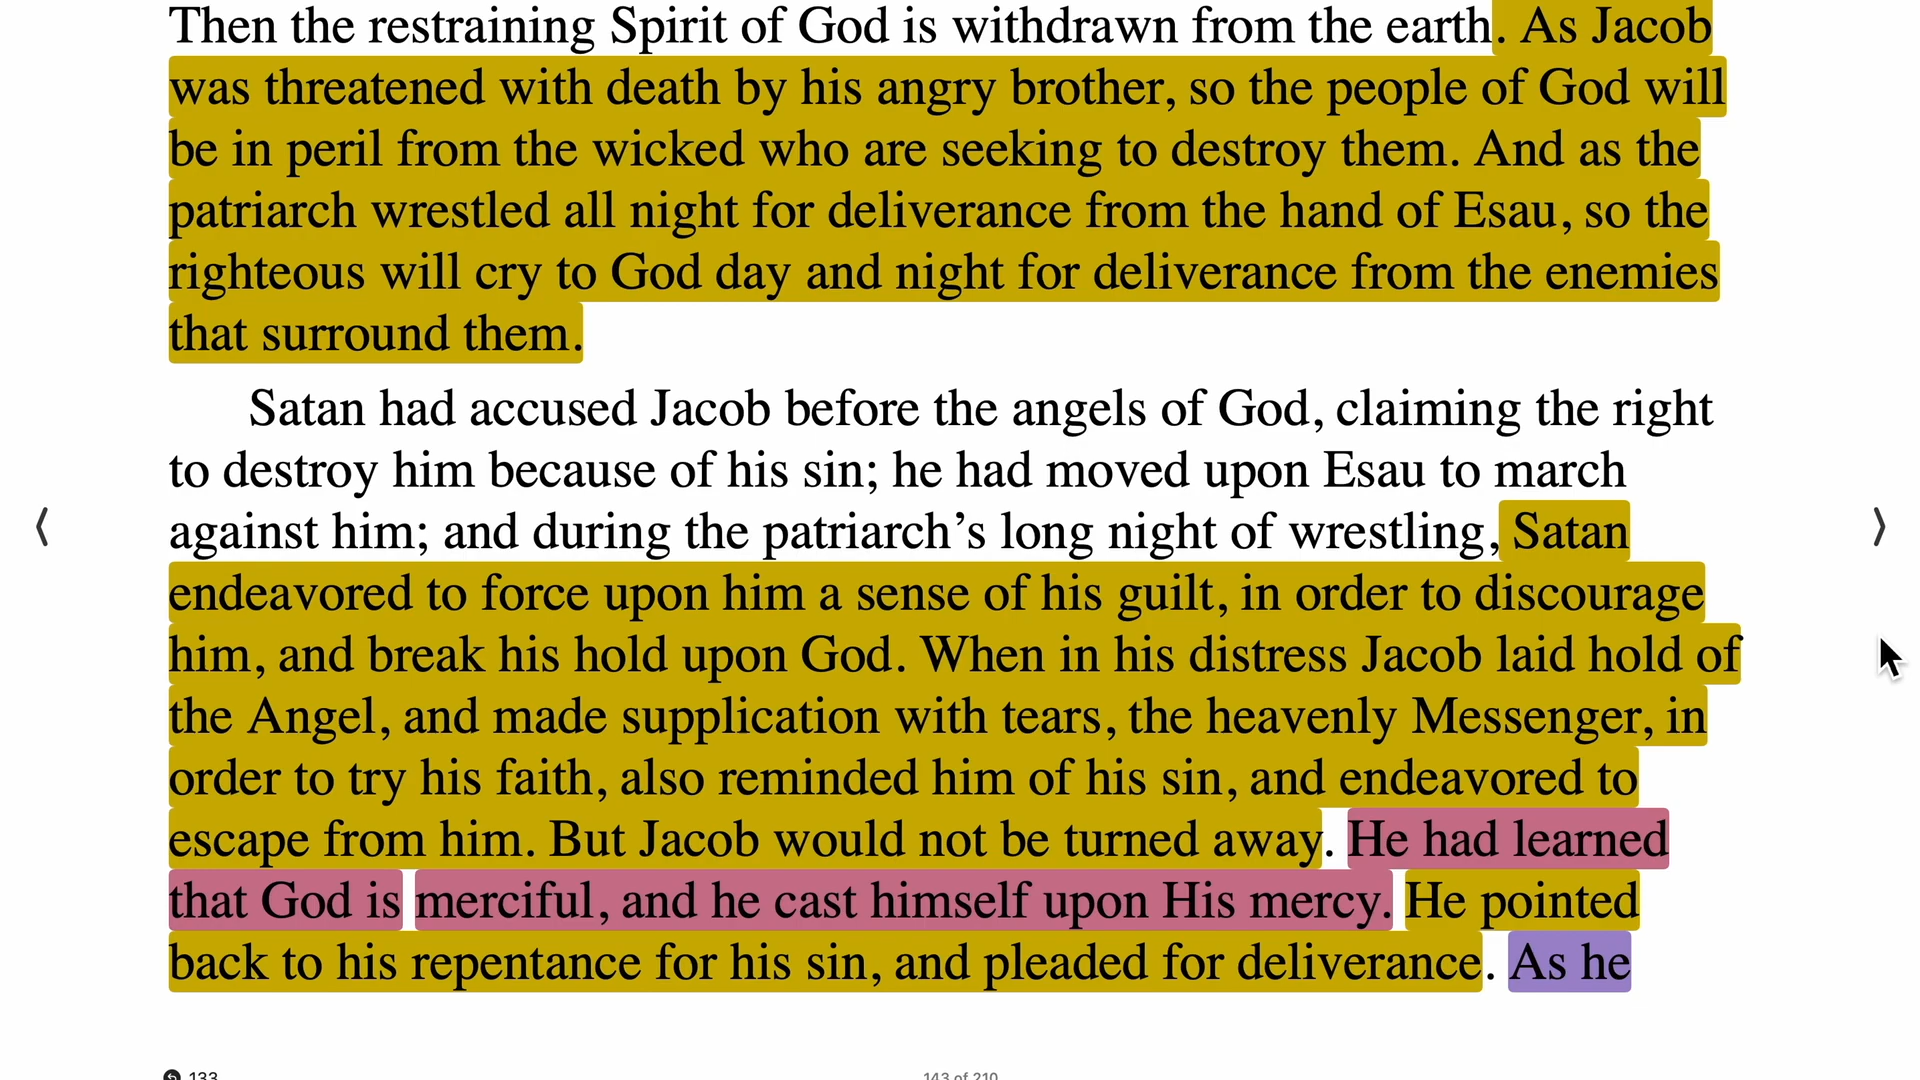 Then the restraining Spirit of God is withdrawn from the earth. As Jacob
was threatened with death by his angry brother, so the people of God will
be in peril from the wicked who are seeking to destroy them. And as the
patriarch wrestled all night for deliverance from the hand of Esau, so the
righteous will cry to God day and night for deliverance from the enemies
that surround them.
Satan had accused Jacob before the angels of God, claiming the right
to destroy him because of his sin; he had moved upon Esau to march
against him; and during the patriarch’s long night of wrestling, Satan
endeavored to force upon him a sense of his guilt, in order to discourage
him, and break his hold upon God. When in his distress Jacob laid hold of
the Angel, and made supplication with tears, the heavenly Messenger, in
order to try his faith, also reminded him of his sin, and endeavored to
escape from him. But Jacob would not be turned away. He had learned
that God is merciful, and he cast himself upon His mercy. He pointed
back to his repentance for his sin, and pleaded for deliverance. As he
133
143 of 210